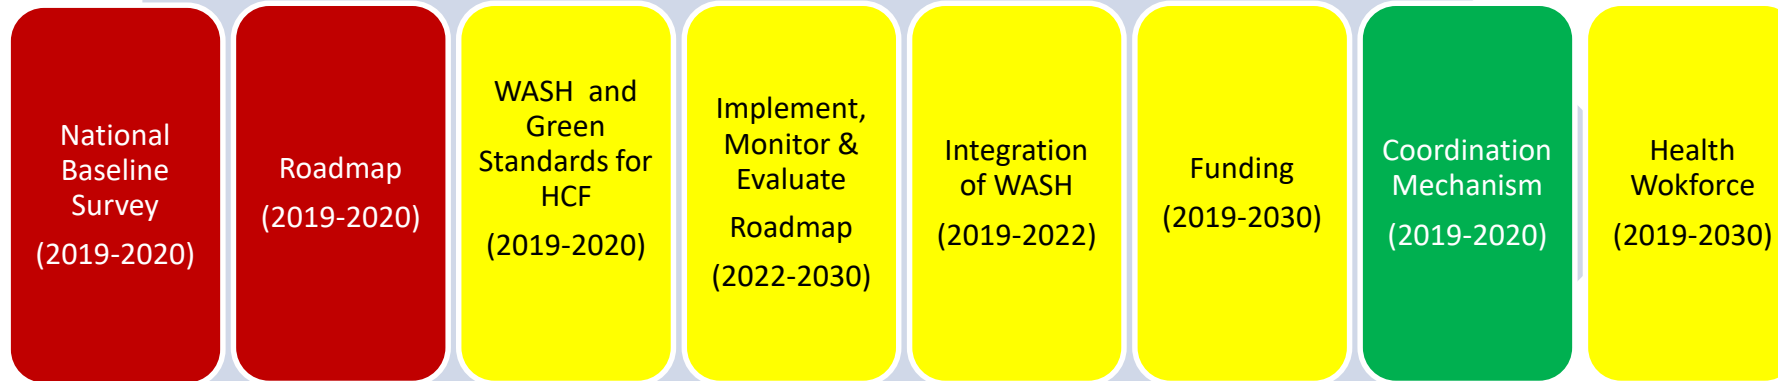 National
Baseline
Survey
(2019-2020)
Roadmap
(2019-2020)
WASH  and
Green
Standards for
HCF
(2019-2020)
Implement,
Monitor &
Evaluate
Roadmap
(2022-2030)
Integration
of WASH
(2019-2022)
Funding
(2019-2030)
Coordination
Mechanism
(2019-2020)
Health
Wokforce
(2019-2030)